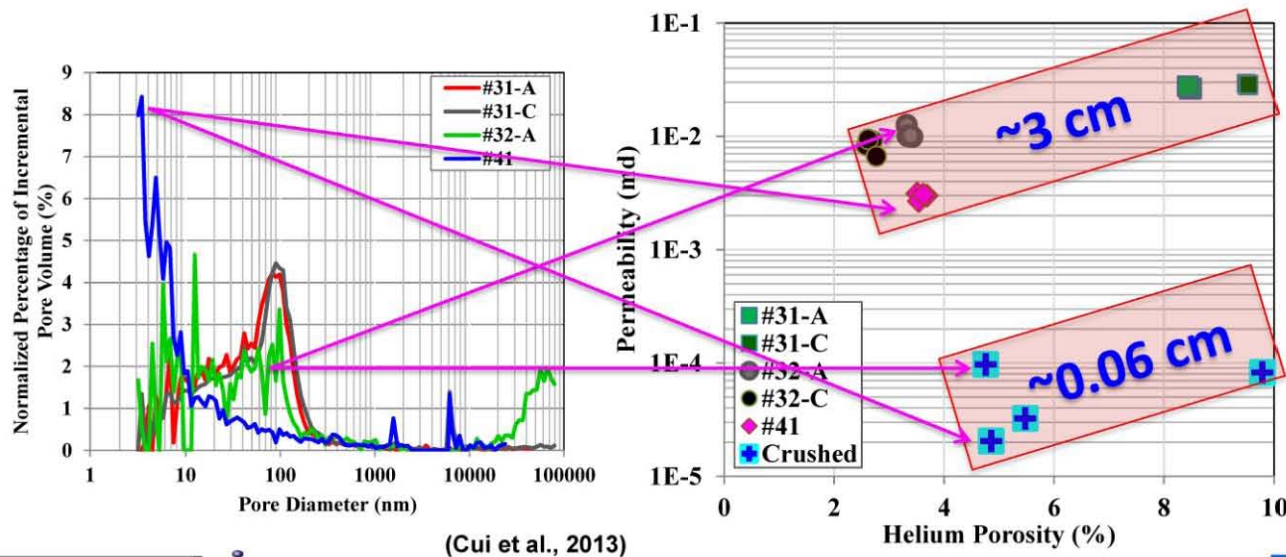 Normalized Percentage of Incremental
Pore Volume (%)
9
8
7
6
5
4
3
2
1
0
#31-A
#31-C
#32-A
#41
1
10
100
1000
10000
100000
Pore Diameter (nm)
(Cui et al., 2013)
Permeability (md)
1E-1
1E-2
1E-3
1E-4
1E-5
~3 cm
~0.06 cm
#31-A
#31-C
#32-A
#32-C
#41
Crushed
0
2
4
6
8
10
Helium Porosity (%)